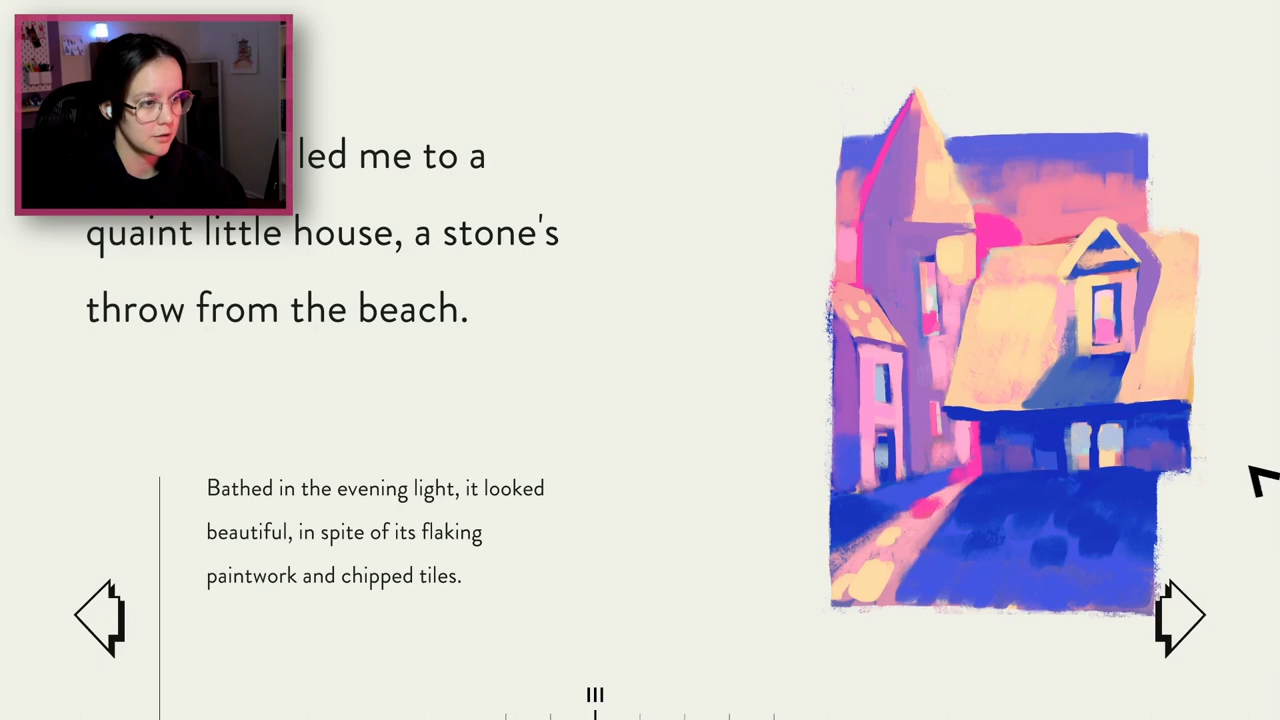 led me to a
quaint little house, a stone's
throw from the beach.
Bathed in the evening light, it looked
beautiful, in spite of its flaking
paintwork and chipped tiles.
III